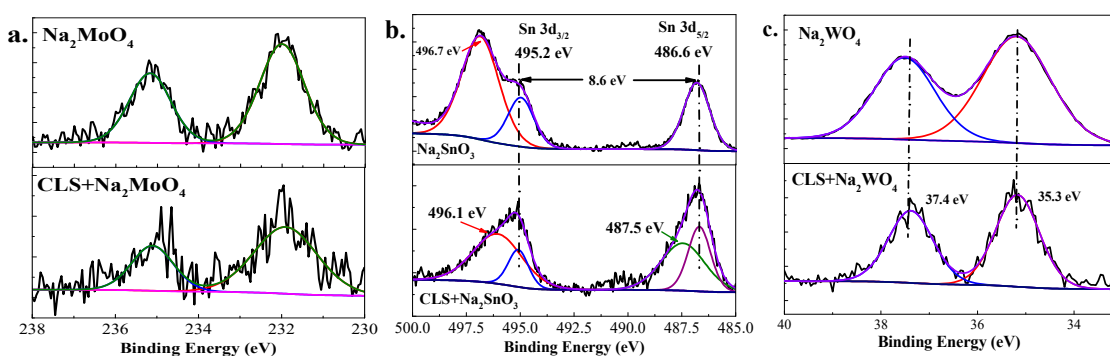 a.
Na₂MoO₄
CLS+Na₂MoO₄
238 236 234 232 230
Binding Energy (eV)
b.
Sn 3d₃/₂
495.2 eV
Sn 3d₅/₂
486.6 eV
496.7 eV
8.6 eV
Na₂SnO₃
496.1 eV
487.5 eV
CLS+Na₂SnO₃
500.0 497.5 495.0 492.5 490.0 487.5 485.0
Binding Energy (eV)
c.
Na₂WO₄
CLS+Na₂WO₄
37.4 eV
35.3 eV
40 38 36 34
Binding Energy (eV)